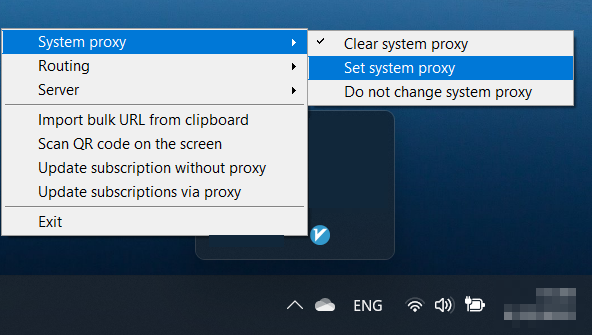 System proxy
Routing
Server
Import bulk URL from clipboard
Scan QR code on the screen
Update subscription without proxy
Update subscriptions via proxy
Exit
Clear system proxy
Set system proxy
Do not change system proxy
ENG